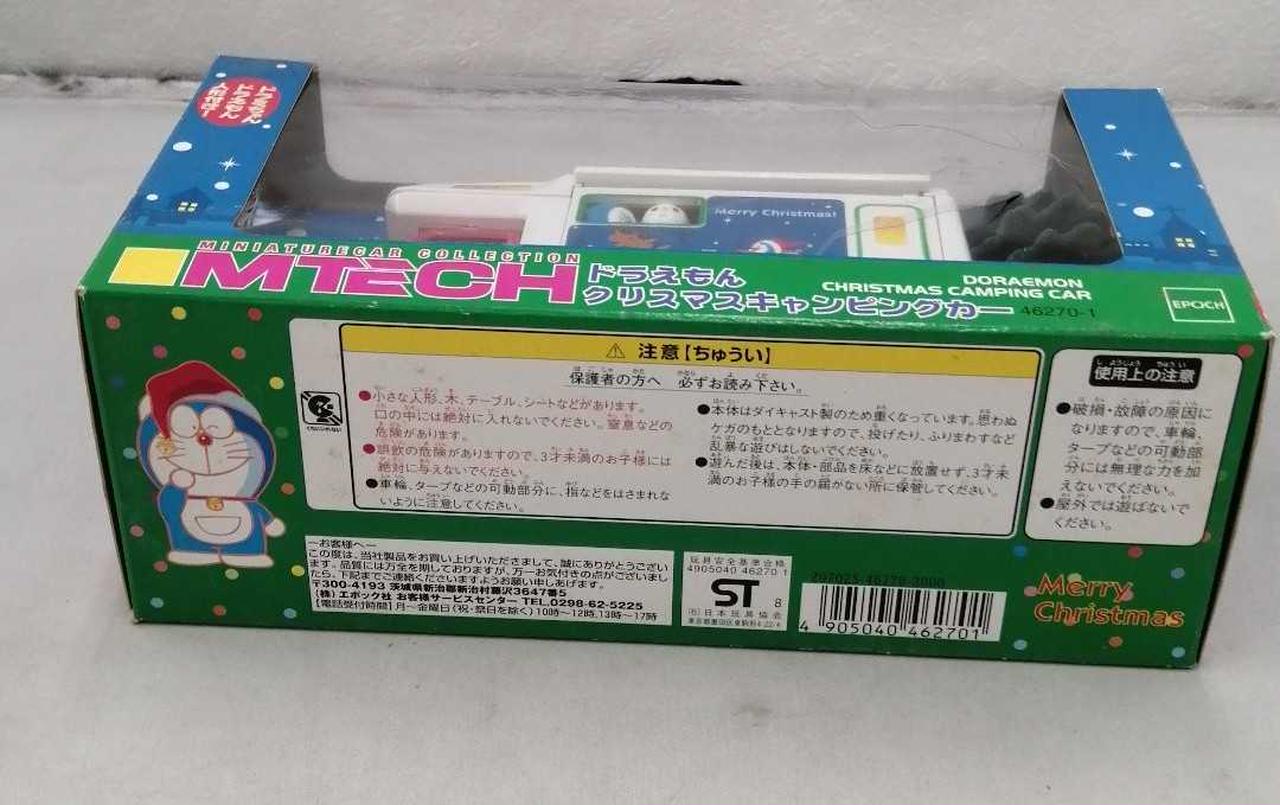 ドラえもん
ドラえもん
人形付き!
Merry Christmas!
MINIATURECAR COLLECTION
MTECH
ドラえもん
クリスマスキャンピングカー
DORAEMON
CHRISTMAS CAMPING CAR
46270-1
EPOCH
⚠ 注意【ちゅうい】
保護者の方へ 必ずお読み下さい。
●小さな人形、木、テーブル、シートなどがあります。
口の中には絶対に入れないでください。窒息などの
危険があります。
●誤飲の危険がありますので、3才未満のお子様には
絶対に与えないでください。
●車輪、タープなどの可動部分に、指などをはさまれな
いように注意してください。
●本体はダイキャスト製のため重くなっています。思わぬ
ケガのもととなりますので、投げたり、ふりまわすなど
乱暴な遊びはしないでください。
●遊んだ後は、本体・部品を床などに放置せず、3才未
満のお子様の手の届かない所に保管してください。
使用上の注意
●破損・故障の原因に
なりますので、車輪、
タープなどの可動部
分には無理な力を加
えないでください。
●屋外では遊ばないで
ください。
ーお客様へー
この度は、当社製品をお買い上げいただきまして、誠にありがとうござい
ます。品質には万全を期しておりますが、万一お気付きの点がございまし
たら、下記までご連絡くださいますようお願い申しあげます。
〒300-4193 茨城県新治郡新治村藤沢3647番5
(株)エポック社 お客様サービスセンター TEL.0298-62-5225
【電話受付時間】月~金曜日(祝・祭日を除く)10時~12時、13時~17時
玩具安全基準合格
4905040 46270 1
ST
8
(社)日本玩具協会
4 905040 462701
Merry
Christmas